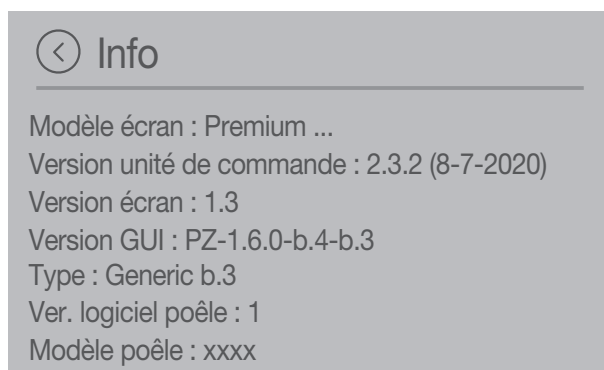 Info
Modèle écran : Premium ...
Version unité de commande : 2.3.2 (8-7-2020)
Version écran : 1.3
Version GUI : PZ-1.6.0-b.4-b.3
Type : Generic b.3
Ver. logiciel poêle : 1
Modèle poêle : xxxx